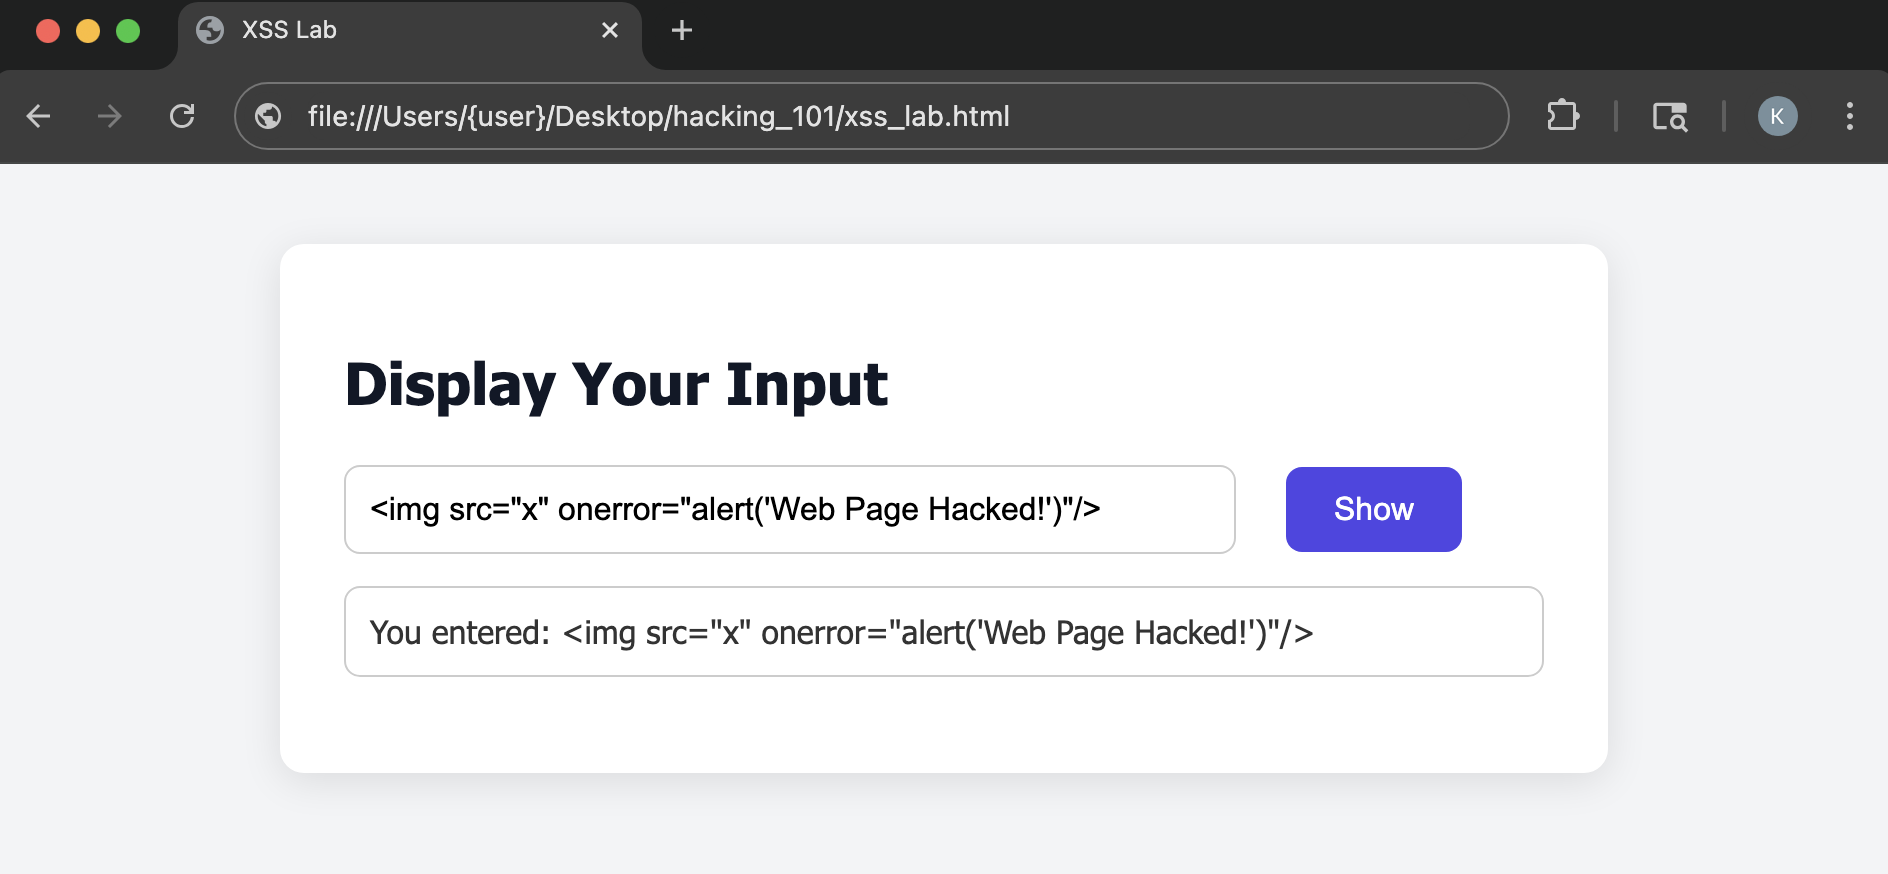 XSS Lab
file:///Users/{user}/Desktop/hacking_101/xss_lab.html
K
Display Your Input
<img src="x" onerror="alert('Web Page Hacked!')"/>
Show
You entered: <img src="x" onerror="alert('Web Page Hacked!')"/>